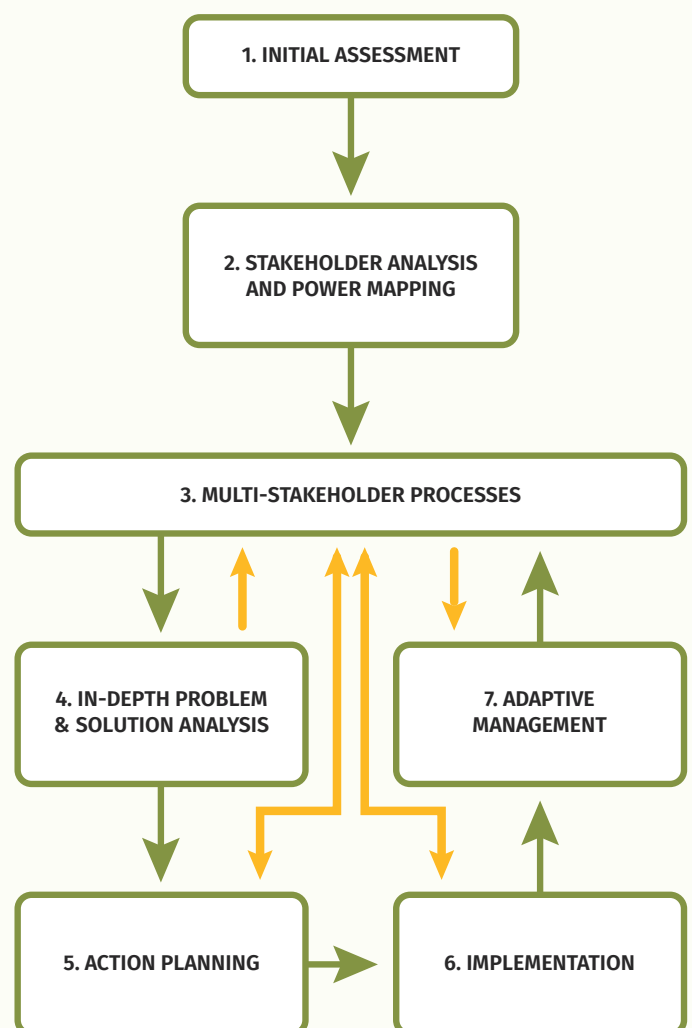 1. INITIAL ASSESSMENT
2. STAKEHOLDER ANALYSIS
AND POWER MAPPING
3. MULTI-STAKEHOLDER PROCESSES
4. IN-DEPTH PROBLEM
& SOLUTION ANALYSIS
7. ADAPTIVE
MANAGEMENT
5. ACTION PLANNING
6. IMPLEMENTATION